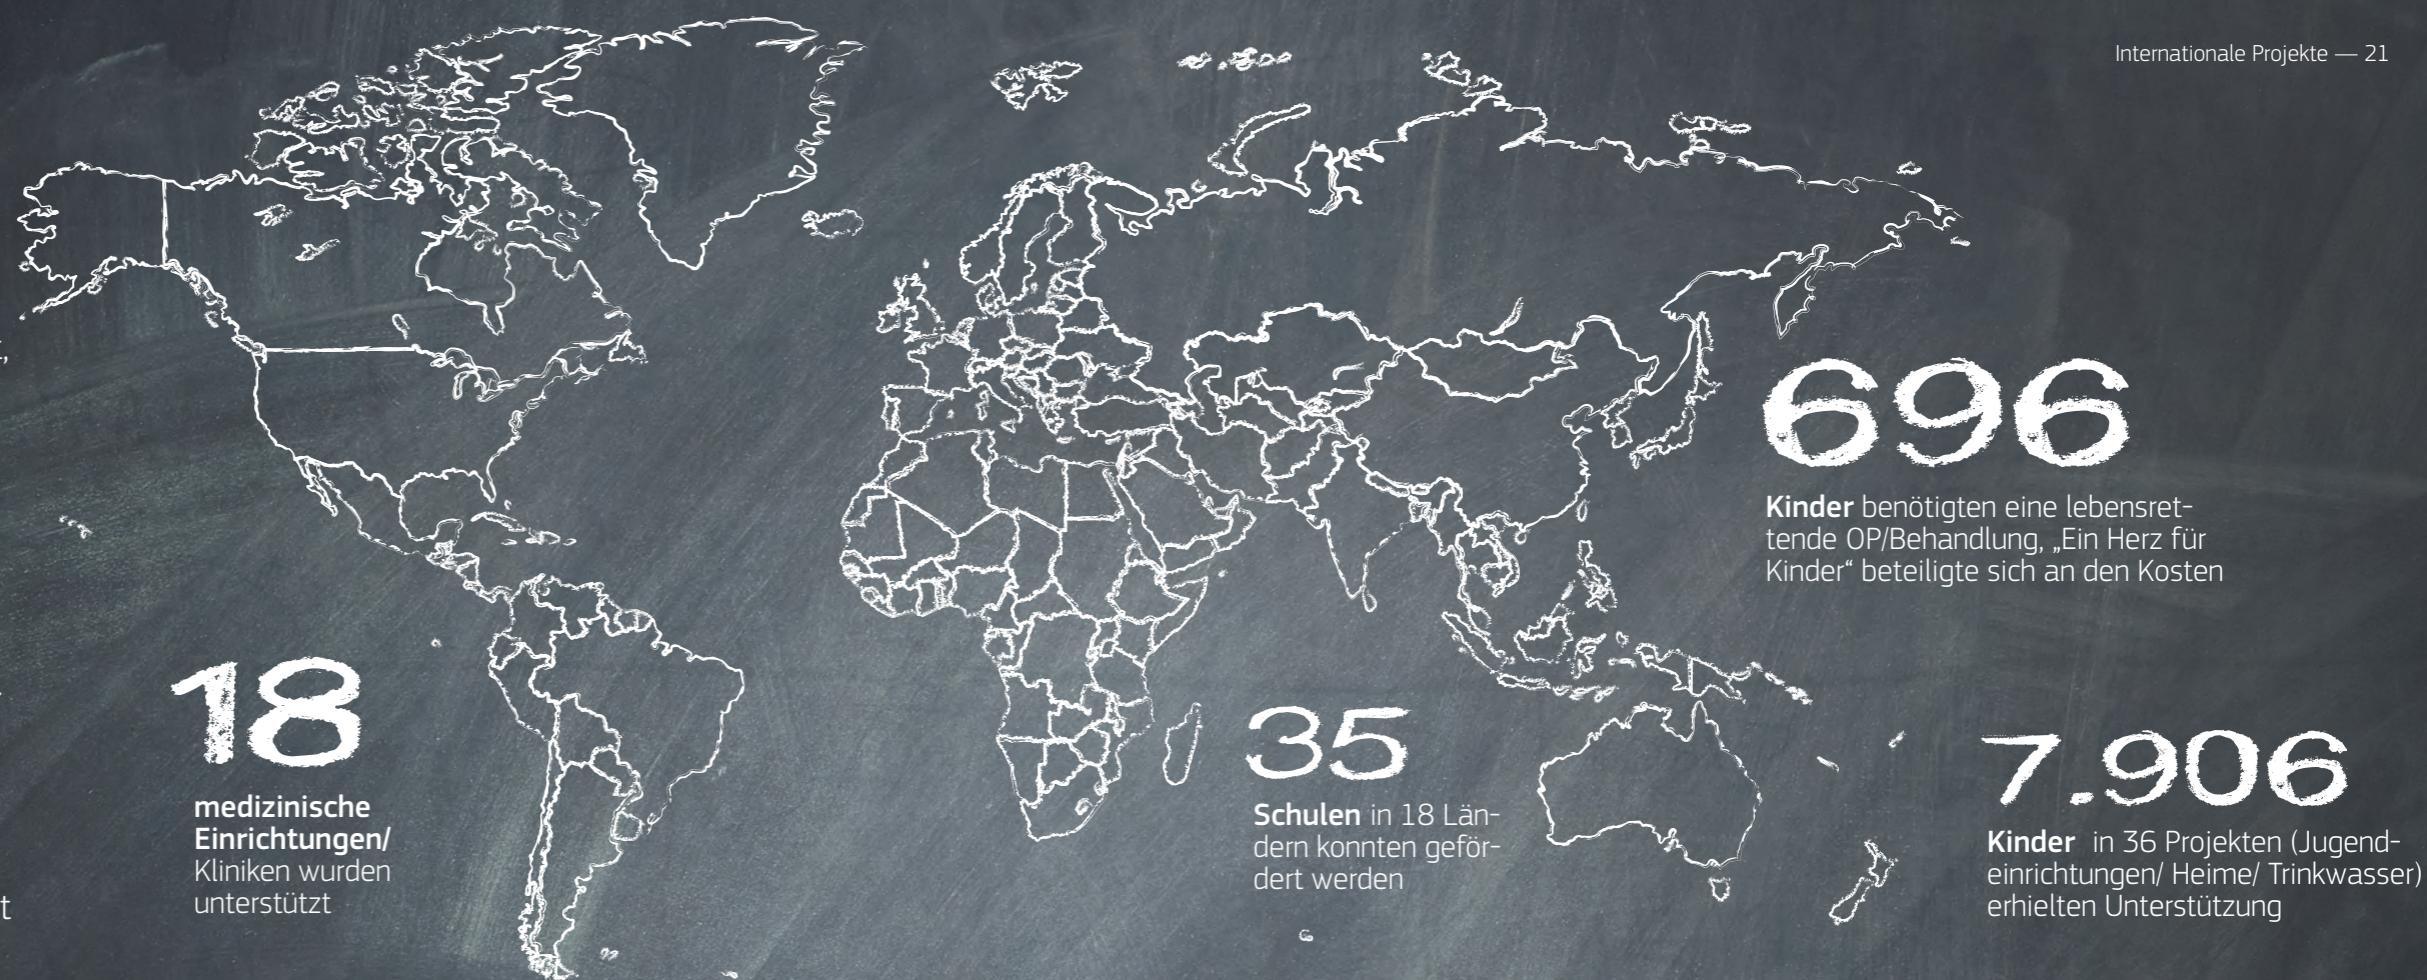 Internationale Projekte — 21
696
Kinder benötigten eine lebensret-
tende OP/Behandlung, „Ein Herz für
Kinder“ beteiligte sich an den Kosten
18
medizinische
Einrichtungen/
Kliniken wurden
unterstützt
35
Schulen in 18 Län-
dern konnten geför-
dert werden
7.906
Kinder in 36 Projekten (Jugend-
einrichtungen/ Heime/ Trinkwasser)
erhielten Unterstützung